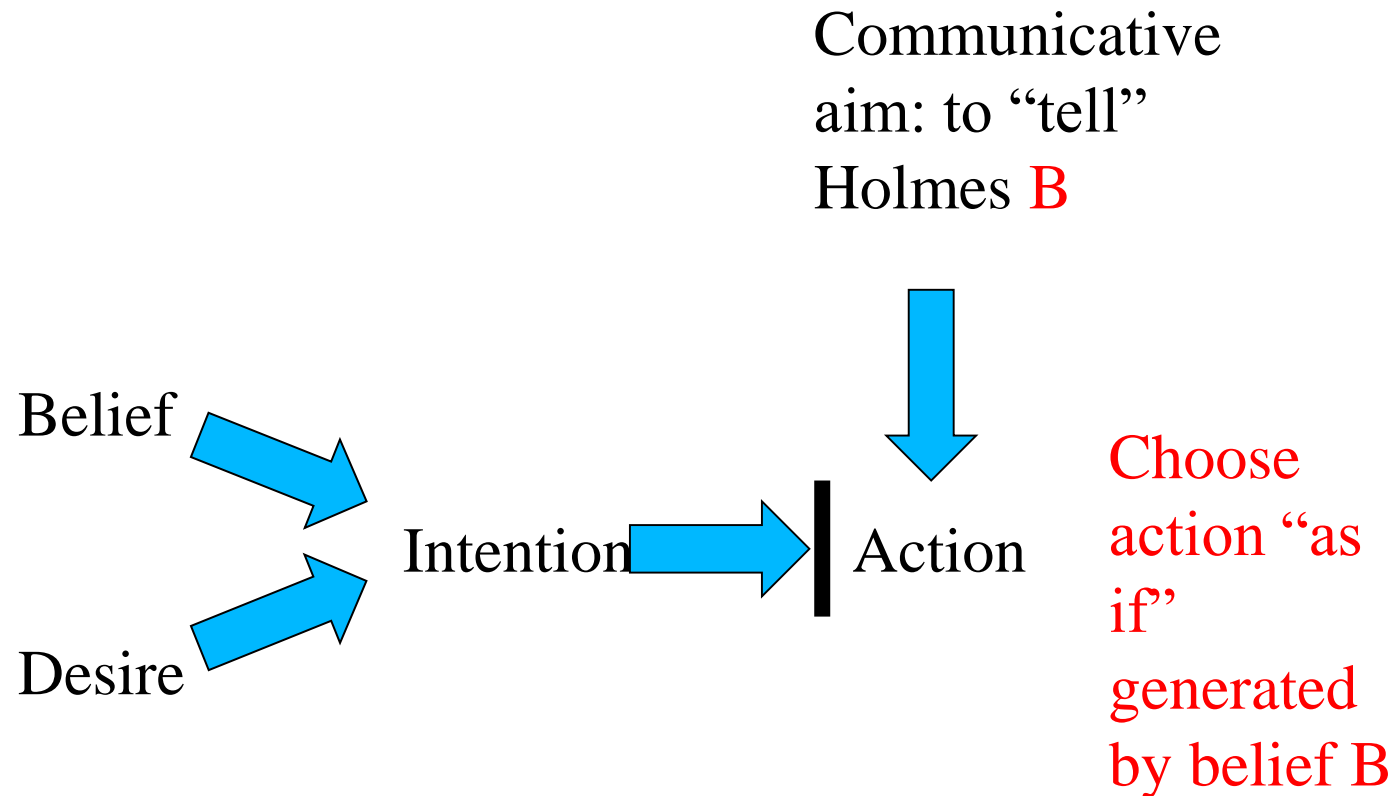 Communicative
aim: to “tell”
Holmes B
Belief
Desire
Intention
Action
Choose
action “as
if”
generated
by belief B